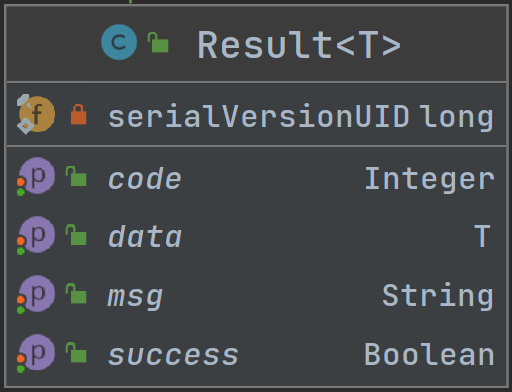 C Result<T>
f serialVersionUID long
p code Integer
p data T
p msg String
p success Boolean